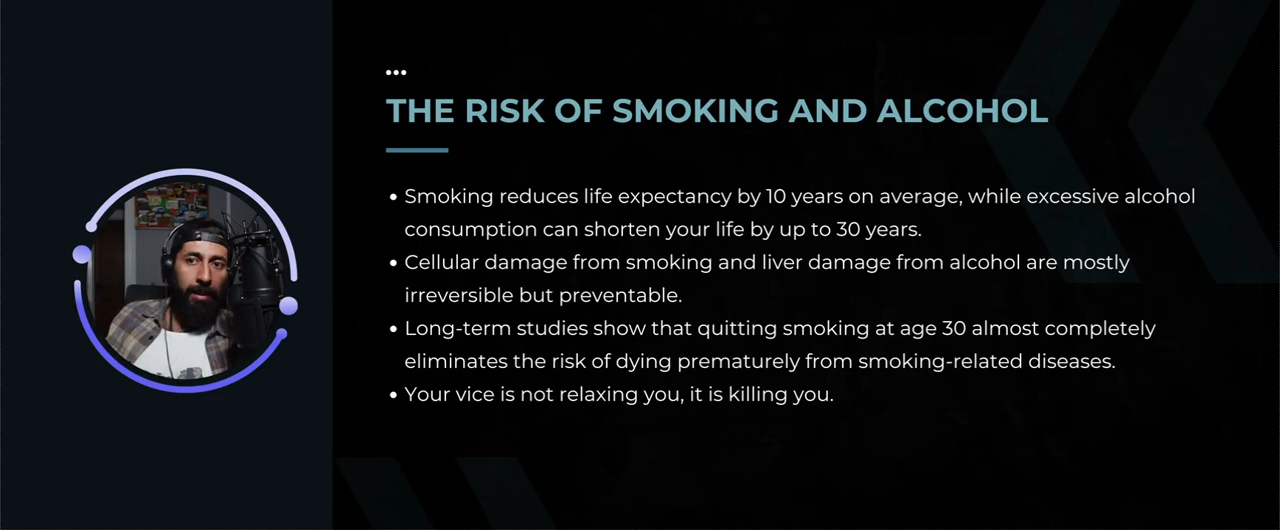 THE RISK OF SMOKING AND ALCOHOL
• Smoking reduces life expectancy by 10 years on average, while excessive alcohol
consumption can shorten your life by up to 30 years.
• Cellular damage from smoking and liver damage from alcohol are mostly
irreversible but preventable.
• Long-term studies show that quitting smoking at age 30 almost completely
eliminates the risk of dying prematurely from smoking-related diseases.
• Your vice is not relaxing you, it is killing you.